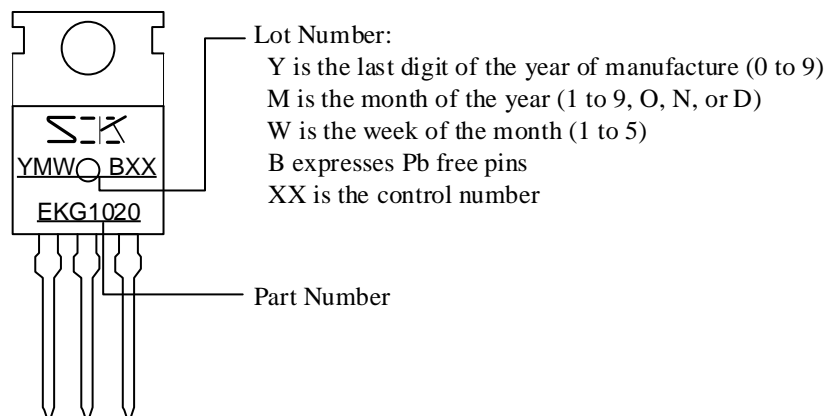 Lot Number:
Y is the last digit of the year of manufacture (0 to 9)
M is the month of the year (1 to 9, O, N, or D)
W is the week of the month (1 to 5)
B expresses Pb free pins
XX is the control number
SK
YMW BXX
EKG1020
Part Number